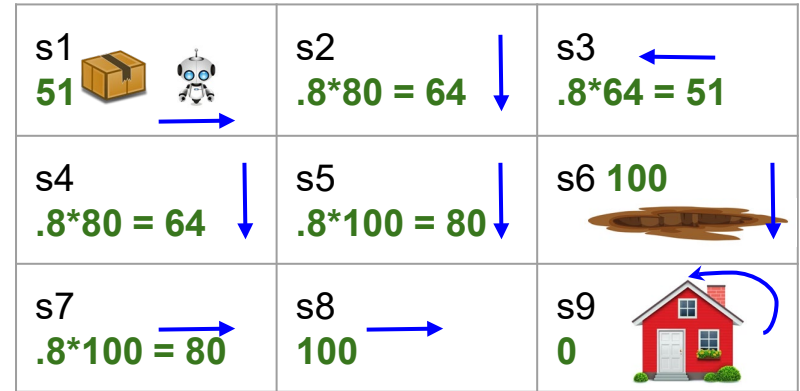 s1
51
s2
.8*80 = 64
s3
.8*64 = 51
s4
.8*80 = 64
s5
.8*100 = 80
s6 100
s7
.8*100 = 80
s8
100
s9
0